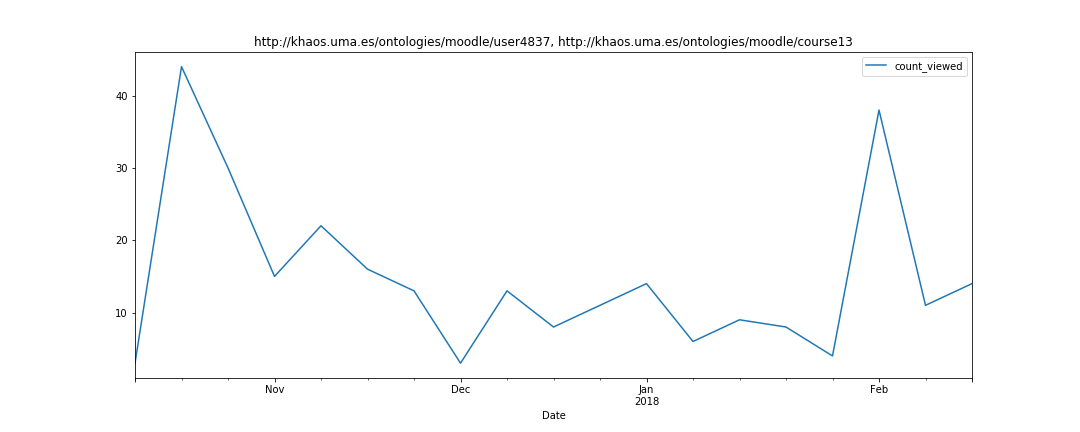 http://khaos.uma.es/ontologies/moodle/user4837, http://khaos.uma.es/ontologies/moodle/course13
count_viewed
40
30
20
10
Nov
Dec
Jan
2018
Feb
Date